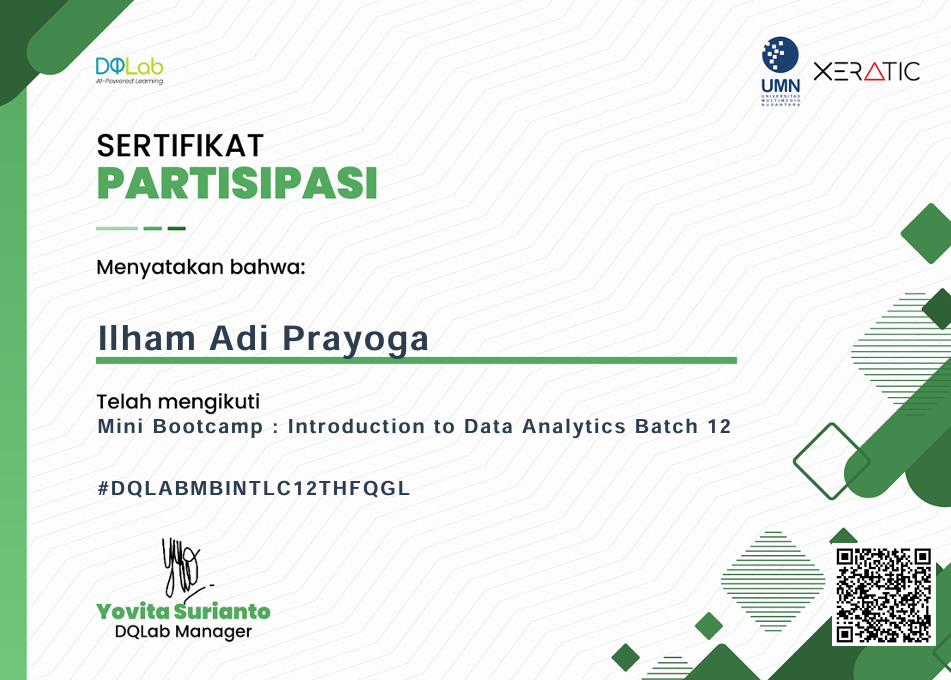 DQLab
AI-Powered Learning
UMN
UNIVERSITAS
MULTIMEDIA
NUSANTARA
XERATIC
SERTIFIKAT
PARTISIPASI
Menyatakan bahwa:
Ilham Adi Prayoga
Telah mengikuti
Mini Bootcamp : Introduction to Data Analytics Batch 12
#DQLABMBINTLC12THFQGL
Yovita Surianto
DQLab Manager